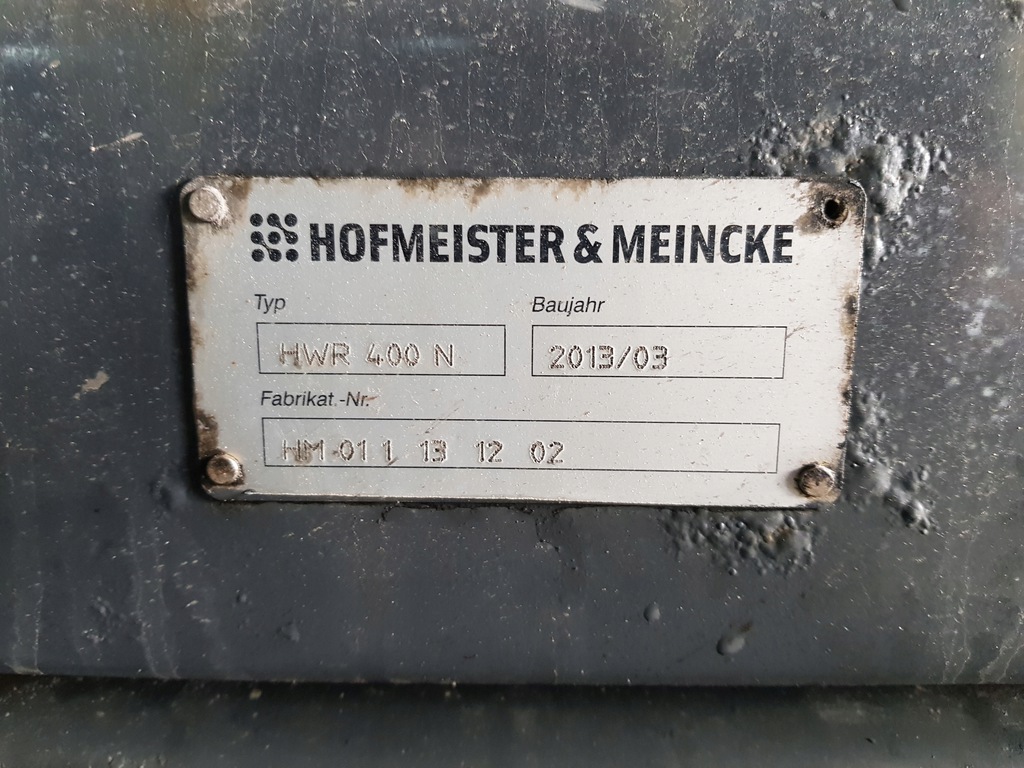 HOFMEISTER & MEINCKE
Typ Baujahr
HWR 400 N 2013/03
Fabrikat.-Nr.
HM-01 1 13 12 02